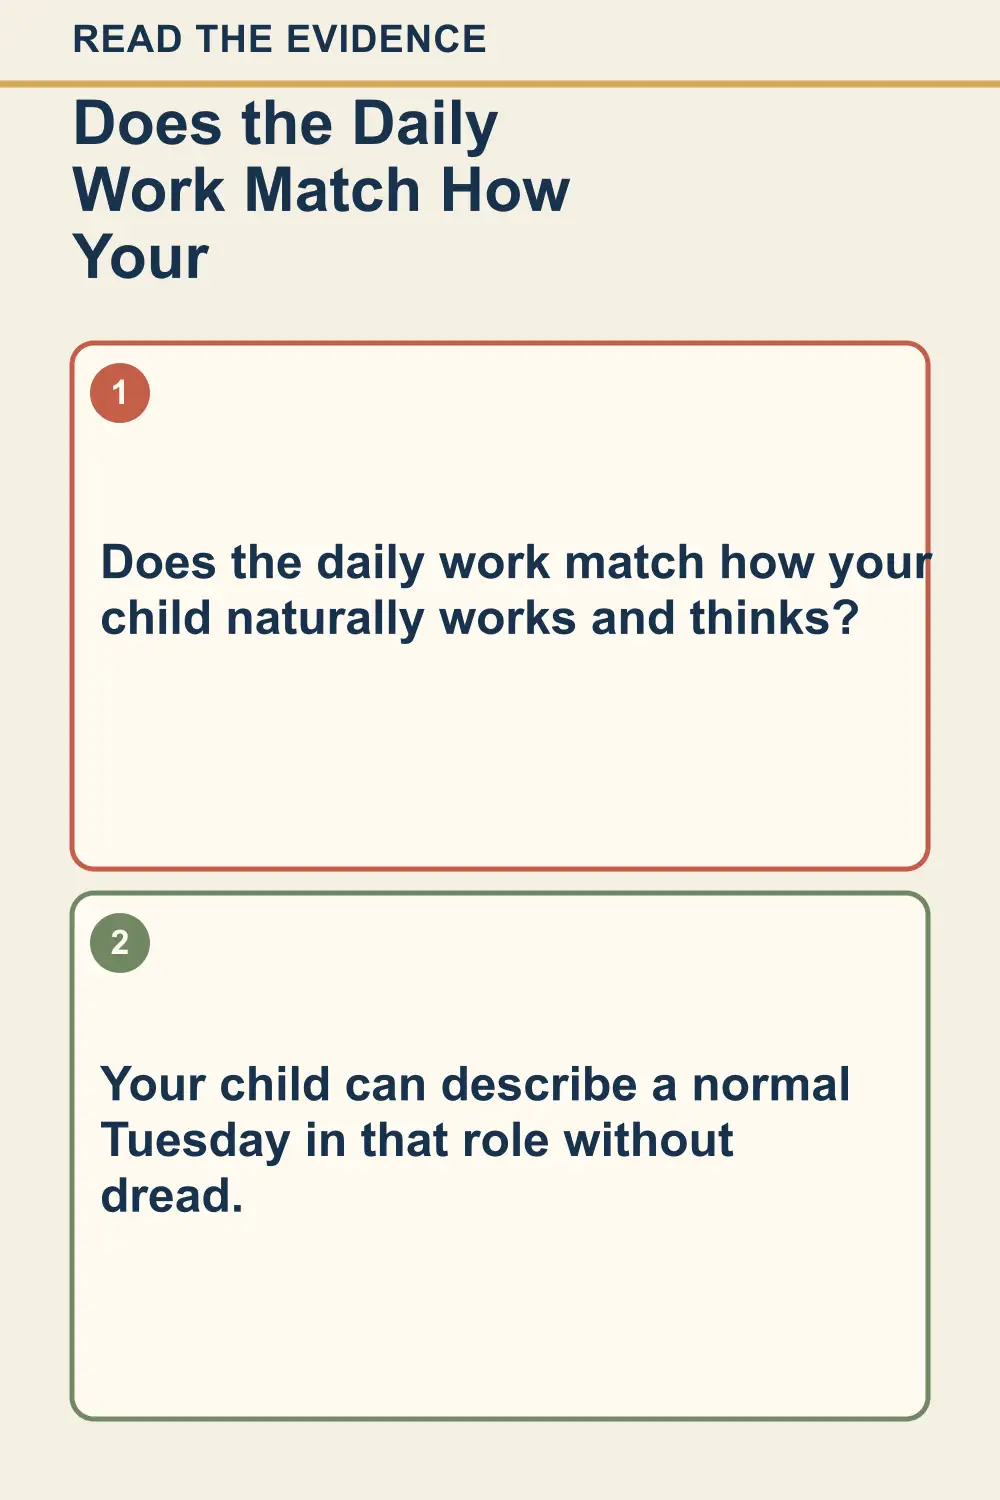 READ THE EVIDENCE
Does the Daily
Work Match How
Your
1
Does the daily work match how your
child naturally works and thinks?
2
Your child can describe a normal
Tuesday in that role without
dread.